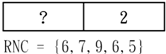 ? 2
RNC = {6,7,9,6,5}